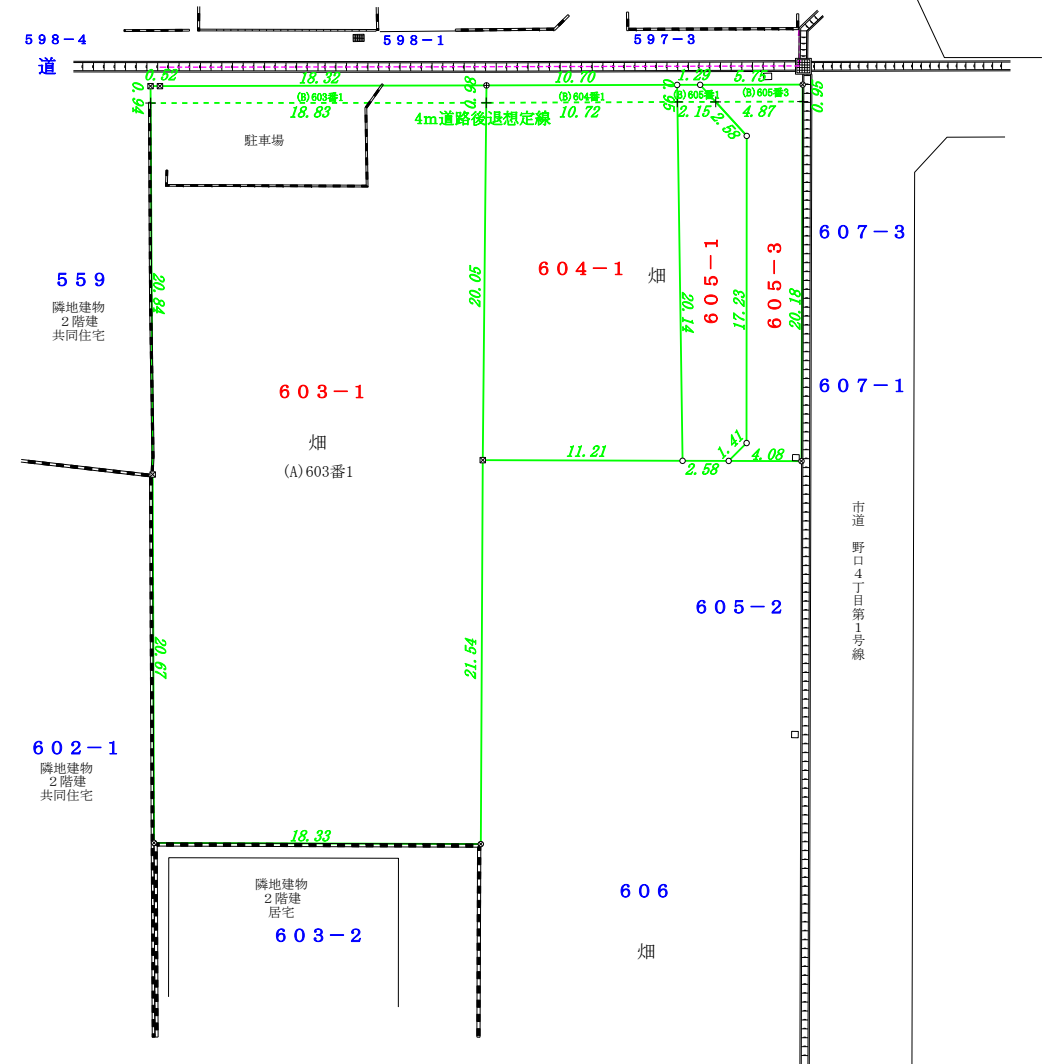 598-4
598-1
597-3
道
0.52
18.32
10.70
1.29
5.75
0.94
(B)603番1
0.98
(B)604番1
0.96
(B)605番1
(B)605番3
0.95
18.83
4m道路後退想定線
10.72
2.15
2.58
4.87
駐車場
607-3
604-1
畑
605-1
605-3
559
20.84
20.05
20.14
17.23
20.18
隣地建物
2階建
共同住宅
603-1
607-1
畑
(A)603番1
11.21
1.41
2.58
4.08
市道 野口4丁目第1号線
605-2
20.67
21.54
602-1
隣地建物
2階建
共同住宅
18.33
隣地建物
2階建
居宅
603-2
606
畑